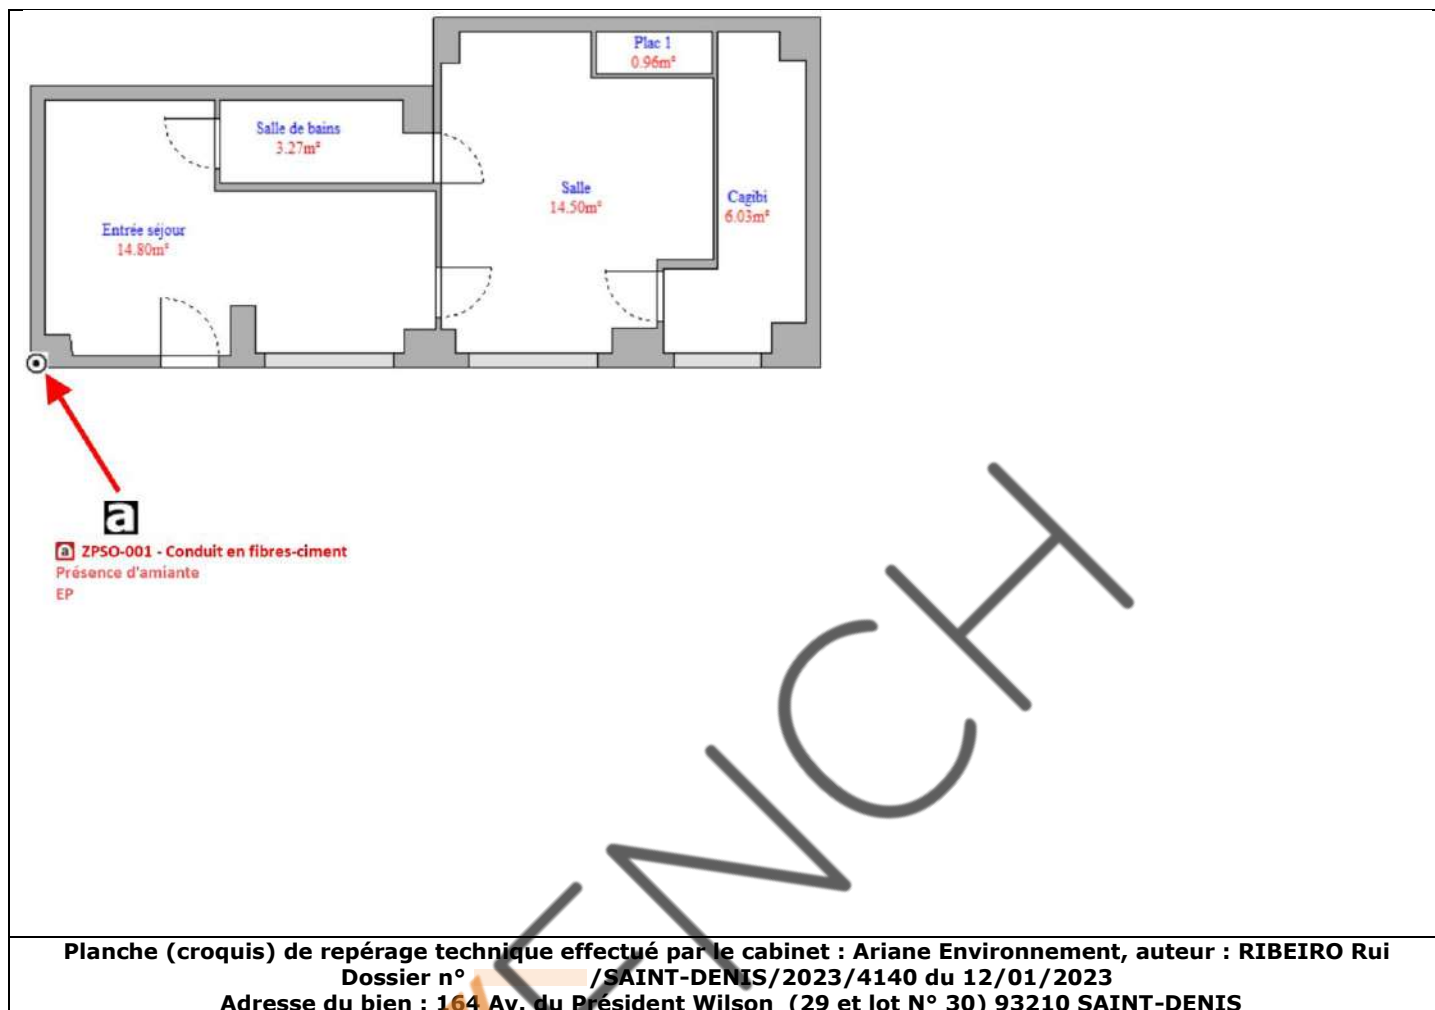 Plac 1
0.96m²
Salle de bains
3.27m²
Salle
14.50m²
Cagibi
6.03m²
Entrée séjour
14.80m²
a
a ZPSO-001 - Conduit en fibres-ciment
Présence d'amiante
EP
ENCH
Planche (croquis) de repérage technique effectué par le cabinet : Ariane Environnement, auteur : RIBEIRO Rui
Dossier n° /SAINT-DENIS/2023/4140 du 12/01/2023
Adresse du bien : 164 Av. du Président Wilson (29 et lot N° 30) 93210 SAINT-DENIS